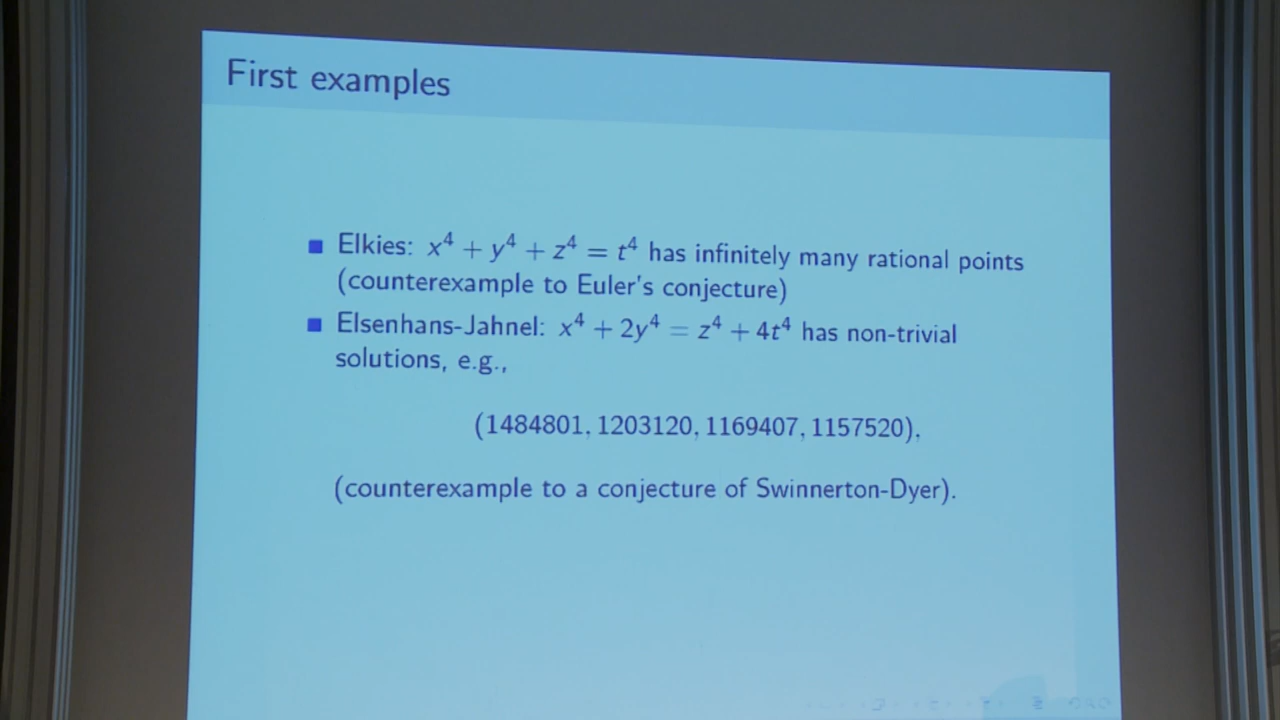 First examples
Elkies: x⁴ + y⁴ + z⁴ = t⁴ has infinitely many rational points
(counterexample to Euler's conjecture)
Elsenhans-Jahnel: x⁴ + 2y⁴ = z⁴ + 4t⁴ has non-trivial
solutions, e.g.,
(1484801, 1203120, 1169407, 1157520),
(counterexample to a conjecture of Swinnerton-Dyer).